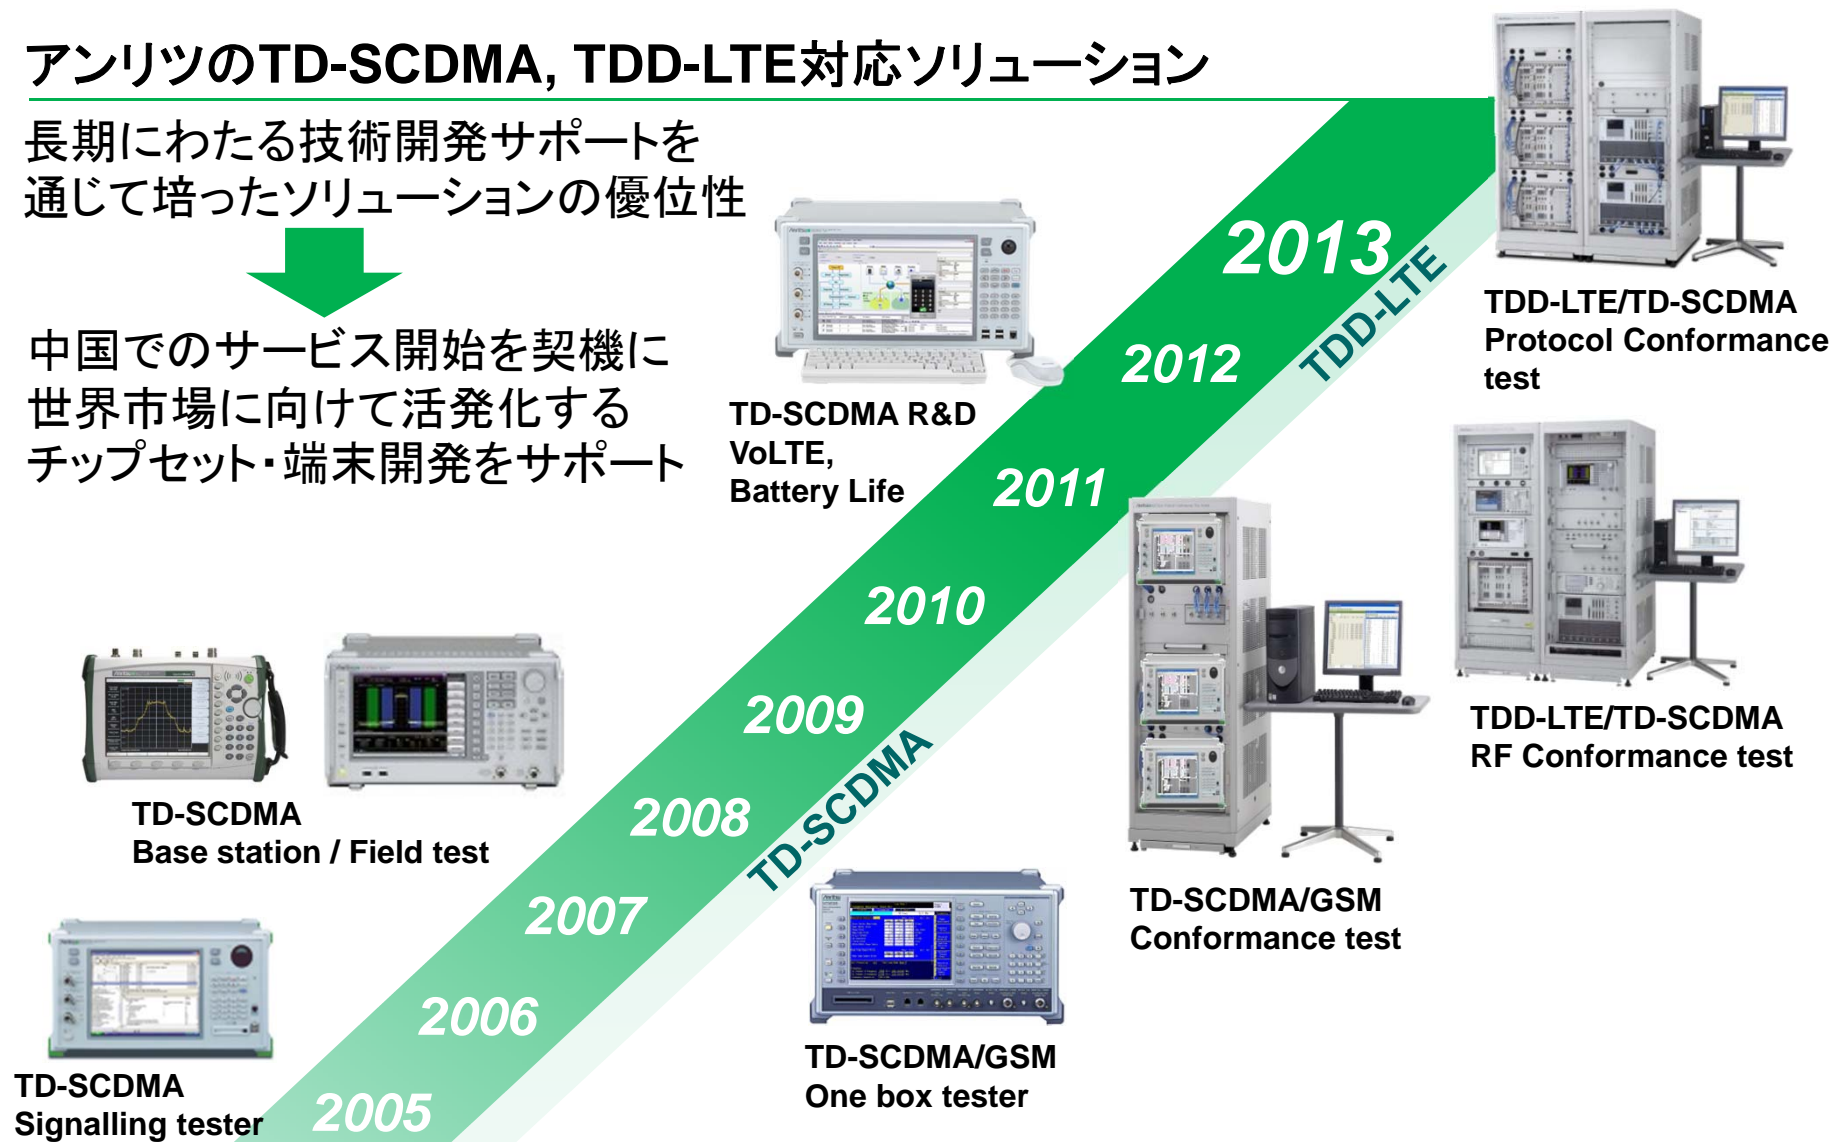 アンリツのTD-SCDMA, TDD-LTE対応ソリューション
長期にわたる技術開発サポートを
通じて培ったソリューションの優位性
中国でのサービス開始を契機に
世界市場に向けて活発化する
チップセット・端末開発をサポート
2013
2012
2011
2010
2009
2008
2007
2006
2005
TDD-LTE
TD-SCDMA
TDD-LTE/TD-SCDMA
Protocol Conformance
test
TD-SCDMA R&D
VoLTE,
Battery Life
TDD-LTE/TD-SCDMA
RF Conformance test
TD-SCDMA
Base station / Field test
TD-SCDMA/GSM
Conformance test
TD-SCDMA/GSM
One box tester
TD-SCDMA
Signalling tester